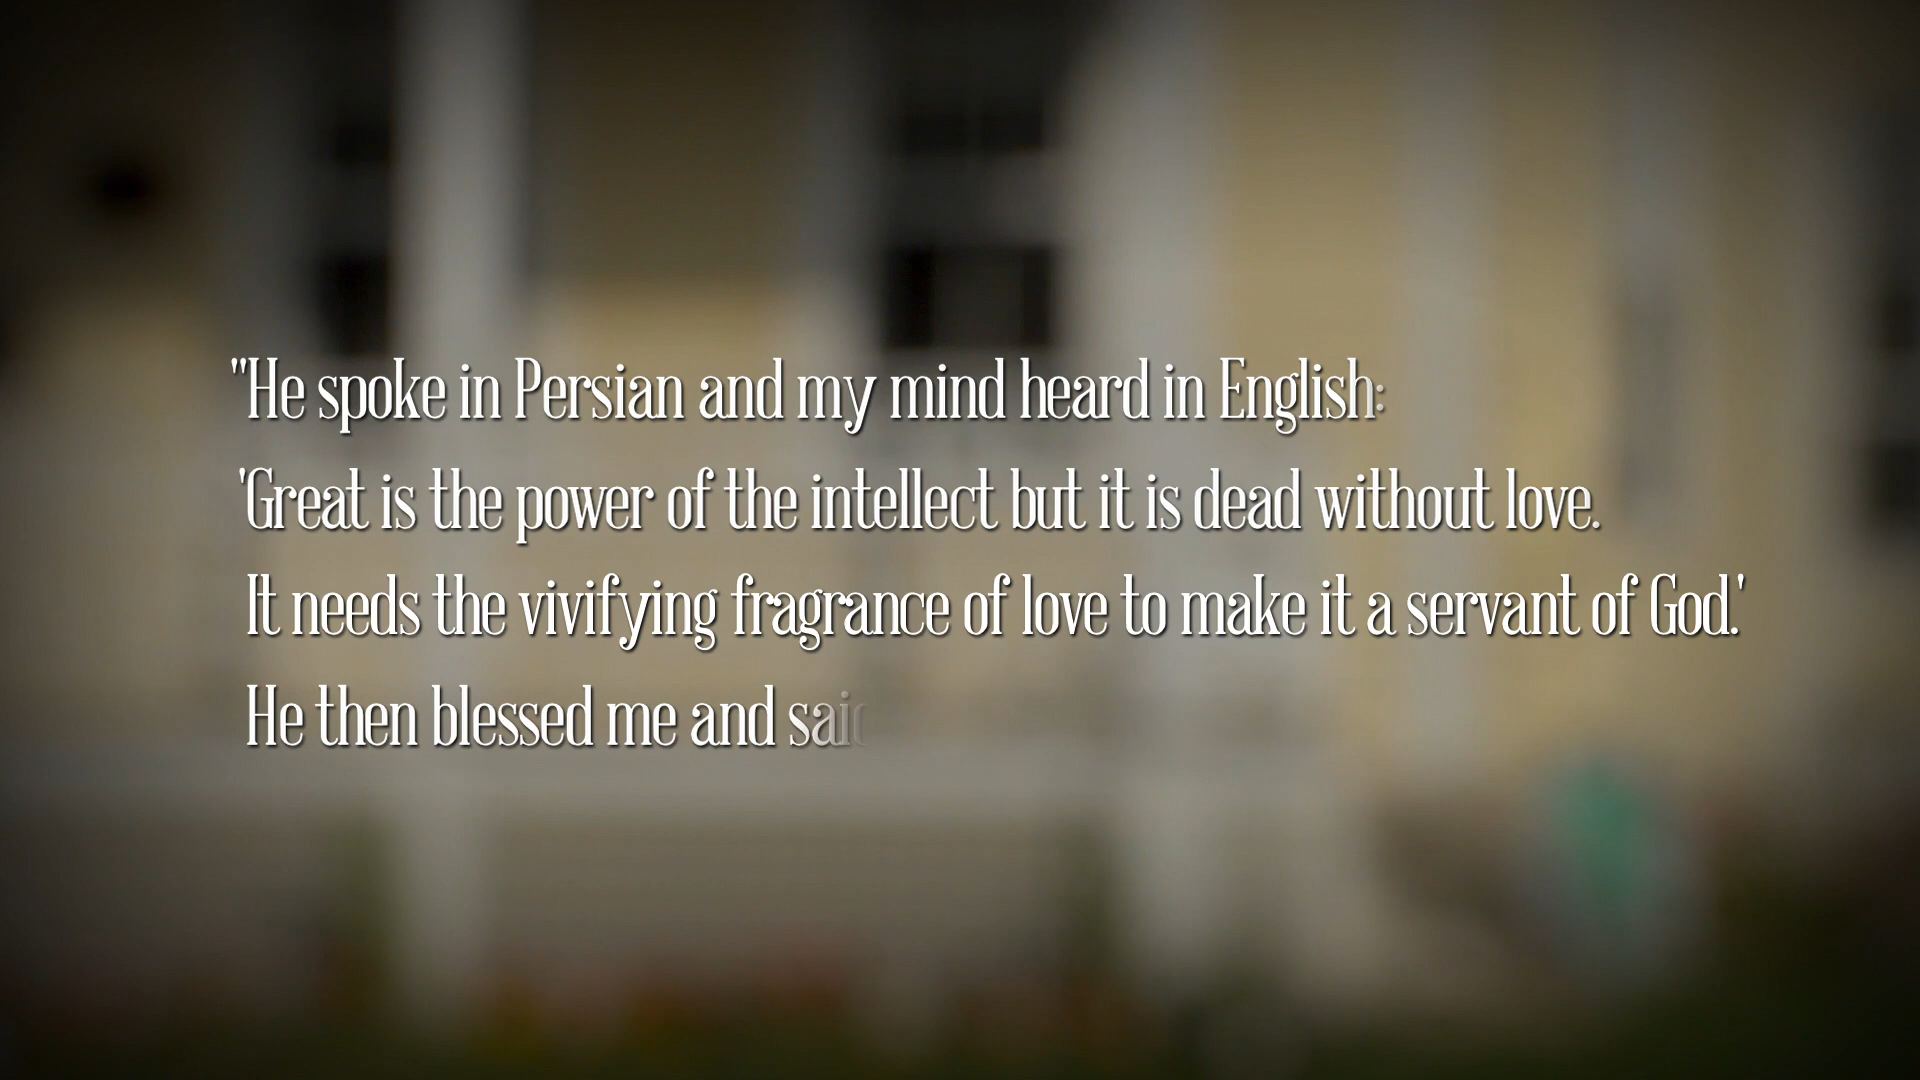 "He spoke in Persian and my mind heard in English:
'Great is the power of the intellect but it is dead without love.
It needs the vivifying fragrance of love to make it a servant of God.'
He then blessed me and said